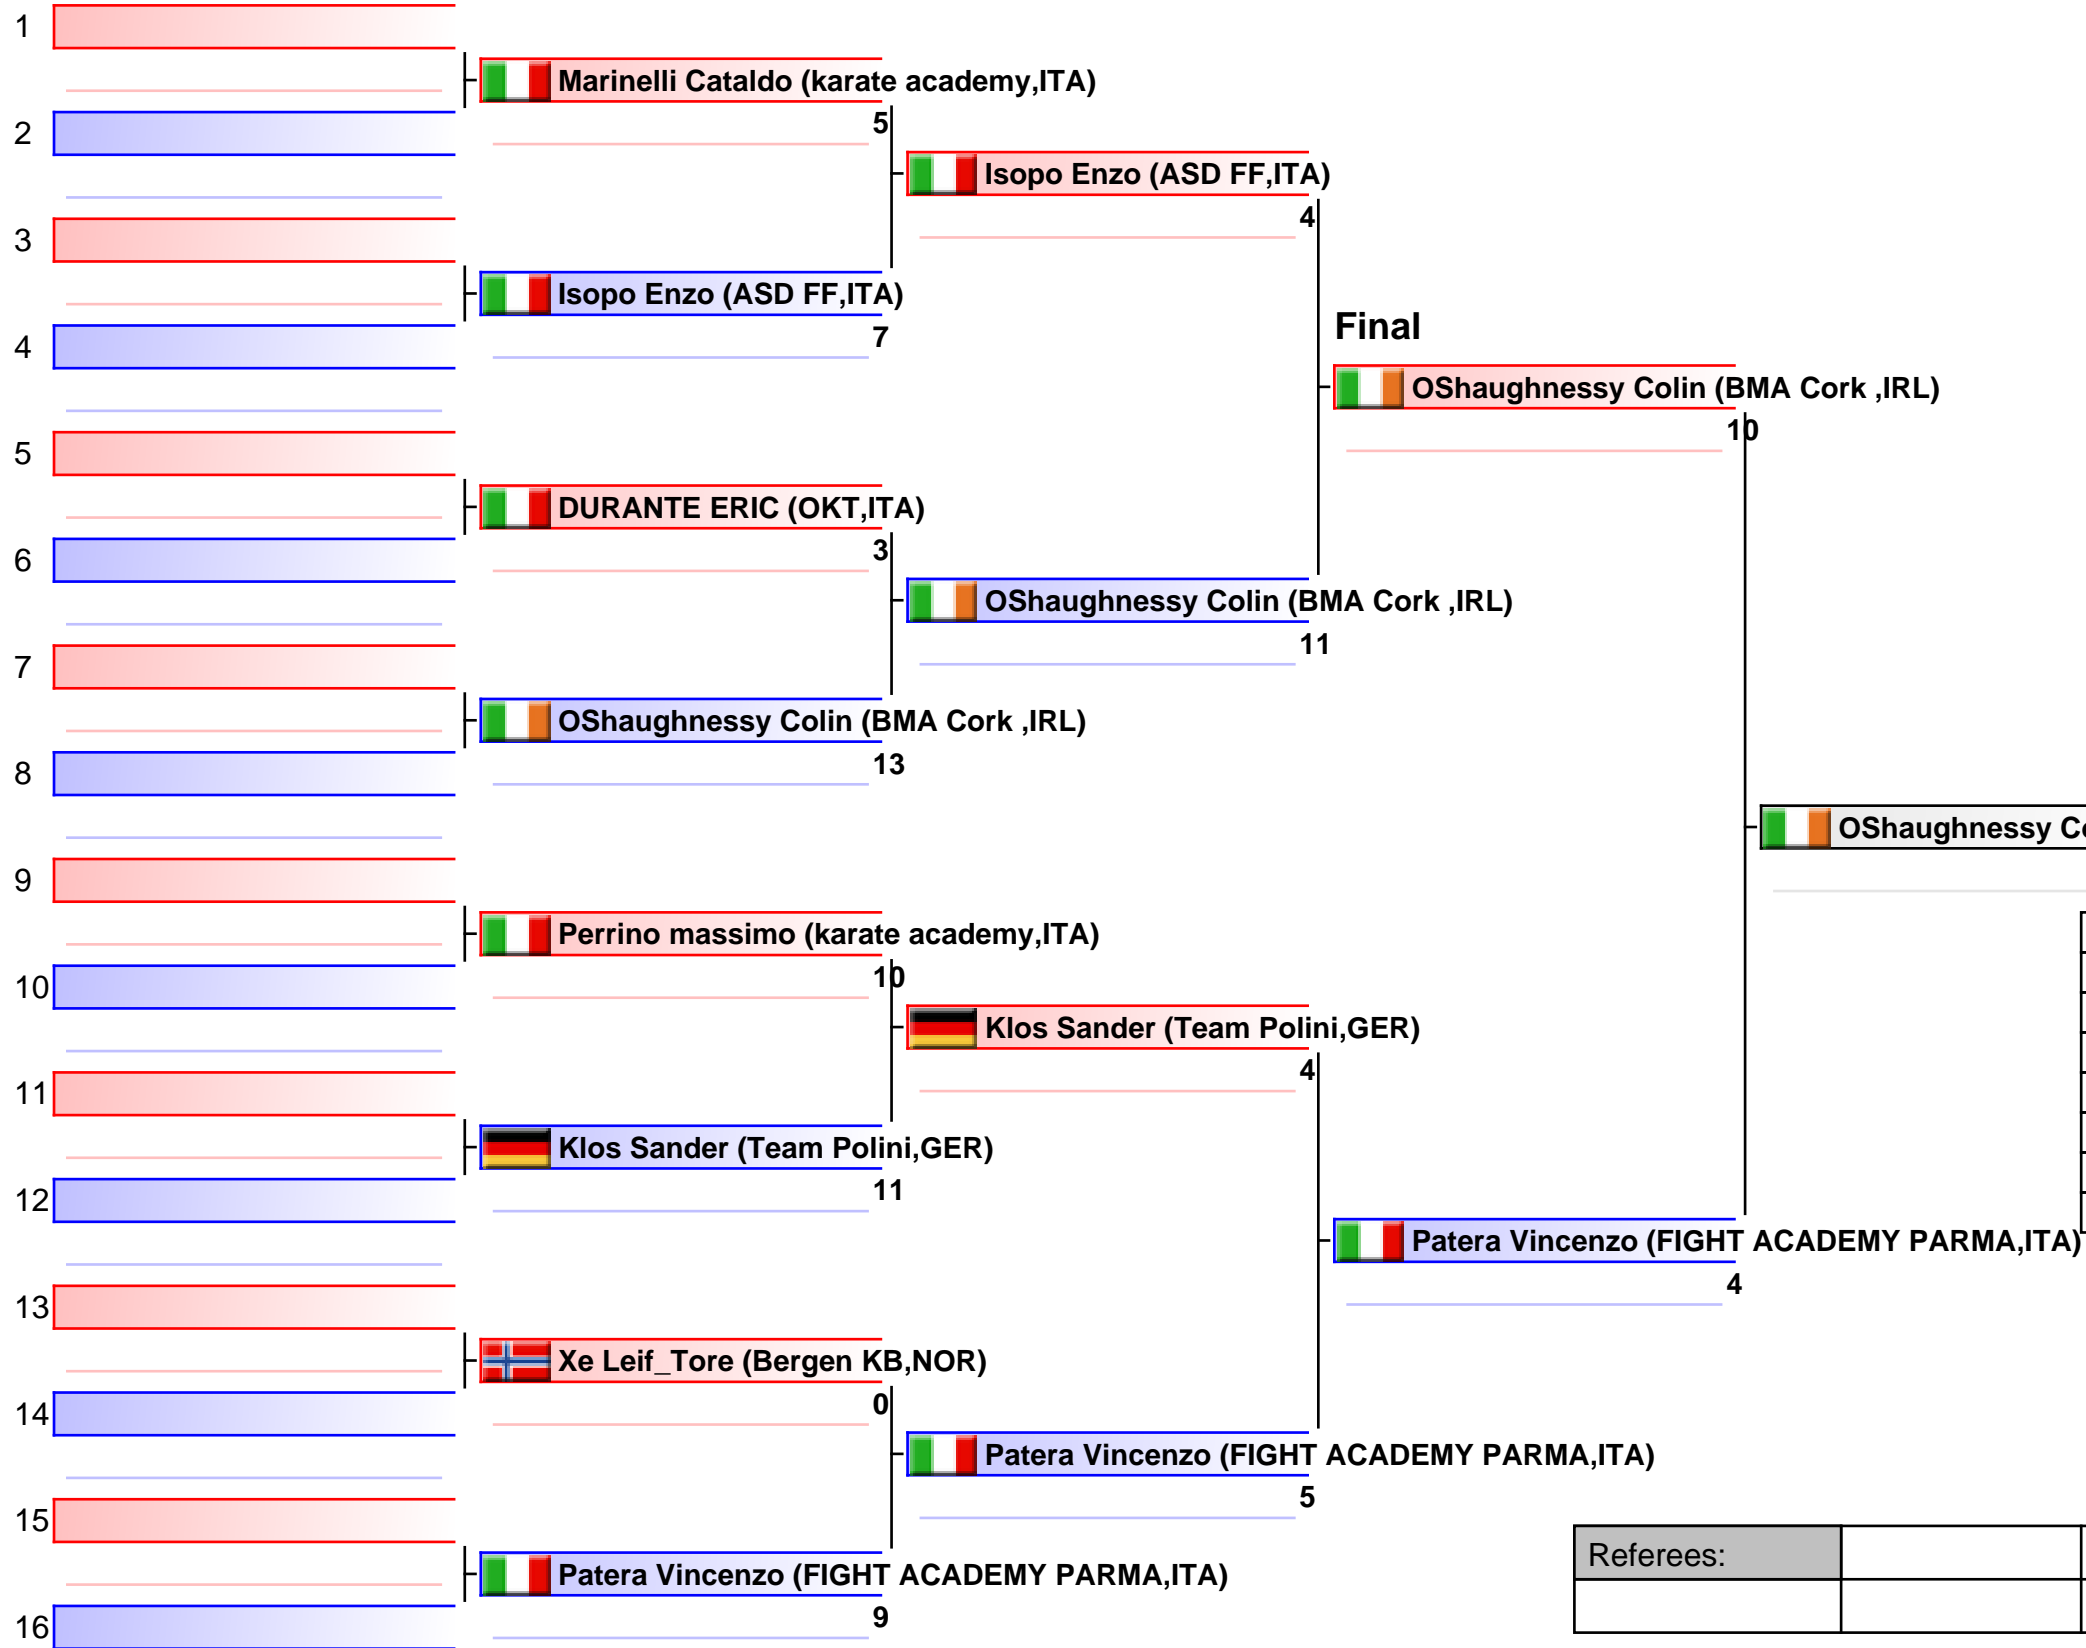 1
Marinelli Cataldo (karate academy,ITA)
5
2
Isopo Enzo (ASD FF,ITA)
4
3
Isopo Enzo (ASD FF,ITA)
7
4
Final
OShaughnessy Colin (BMA Cork ,IRL)
10
5
DURANTE ERIC (OKT,ITA)
3
6
OShaughnessy Colin (BMA Cork ,IRL)
11
7
OShaughnessy Colin (BMA Cork ,IRL)
13
8
OShaughnessy Co
9
Perrino massimo (karate academy,ITA)
10
10
Klos Sander (Team Polini,GER)
4
11
Klos Sander (Team Polini,GER)
11
12
Patera Vincenzo (FIGHT ACADEMY PARMA,ITA)
4
13
Xe Leif_Tore (Bergen KB,NOR)
0
14
Patera Vincenzo (FIGHT ACADEMY PARMA,ITA)
5
15
Patera Vincenzo (FIGHT ACADEMY PARMA,ITA)
9
16
Referees: